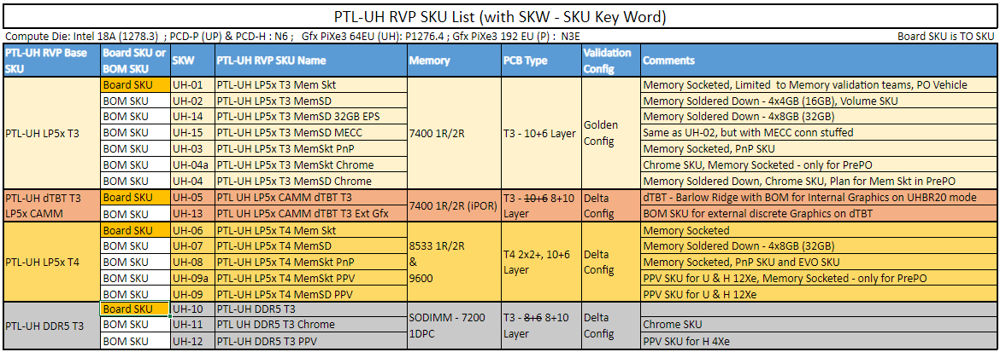 PTL-UH RVP SKU List (with SKW - SKU Key Word)
Compute Die: Intel 18A (1278.3) ; PCD-P (UP) & PCD-H : N6 ; Gfx PiXe3 64EU (UH): P1276.4 ; Gfx PiXe3 192 EU (P) : N3E Board SKU is TO SKU
PTL-UH RVP Base SKU | Board SKU or BOM SKU | SKW | PTL-UH RVP SKU Name | Memory | PCB Type | Validation Config | Comments
PTL-UH LP5x T3 | Board SKU | UH-01 | PTL-UH LP5x T3 Mem Skt | 7400 1R/2R | T3 - 10+6 Layer | Golden Config | Memory Socketed, Limited to Memory validation teams, PO Vehicle
BOM SKU | UH-02 | PTL-UH LP5x T3 MemSD | Memory Soldered Down - 4x4GB (16GB), Volume SKU
BOM SKU | UH-14 | PTL-UH LP5x T3 MemSD 32GB EPS | Memory Soldered Down - 4x8GB (32GB)
BOM SKU | UH-15 | PTL-UH LP5x T3 MemSD MECC | Same as UH-02, but with MECC conn stuffed
BOM SKU | UH-03 | PTL-UH LP5x T3 MemSkt PnP | Memory Socketed, PnP SKU
BOM SKU | UH-04a | PTL-UH LP5x T3 MemSkt Chrome | Chrome SKU, Memory Socketed - only for PrePO
BOM SKU | UH-04 | PTL-UH LP5x T3 MemSD Chrome | Memory Soldered Down, Chrome SKU, Plan for Mem Skt in PrePO
PTL-UH dTBT T3 LP5x CAMM | Board SKU | UH-05 | PTL UH LP5x CAMM dTBT T3 | 7400 1R/2R (iPOR) | T3 - 10+6 8+10 Layer | Delta Config | dTBT - Barlow Ridge with BOM for Internal Graphics on UHBR20 mode
BOM SKU | UH-13 | PTL UH LP5x CAMM dTBT T3 Ext Gfx | BOM SKU for external discrete Graphics on dTBT
PTL-UH LP5x T4 | Board SKU | UH-06 | PTL-UH LP5x T4 Mem Skt | 8533 1R/2R & 9600 | T4 2x2+, 10+6 Layer | Delta Config | Memory Socketed
BOM SKU | UH-07 | PTL-UH LP5x T4 MemSD | Memory Soldered Down - 4x8GB (32GB)
BOM SKU | UH-08 | PTL-UH LP5x T4 MemSkt PnP | Memory Socketed, PnP SKU and EVO SKU
BOM SKU | UH-09a | PTL-UH LP5x T4 MemSkt PPV | PPV SKU for U & H 12Xe, Memory Socketed - only for PrePO
BOM SKU | UH-09 | PTL-UH LP5x T4 MemSD PPV | PPV SKU for U & H 12Xe
PTL-UH DDR5 T3 | Board SKU | UH-10 | PTL-UH DDR5 T3 | SODIMM - 7200 1DPC | T3 - 8+6 8+10 Layer | Delta Config
BOM SKU | UH-11 | PTL UH DDR5 T3 Chrome | Chrome SKU
BOM SKU | UH-12 | PTL-UH DDR5 T3 PPV | PPV SKU for H 4Xe